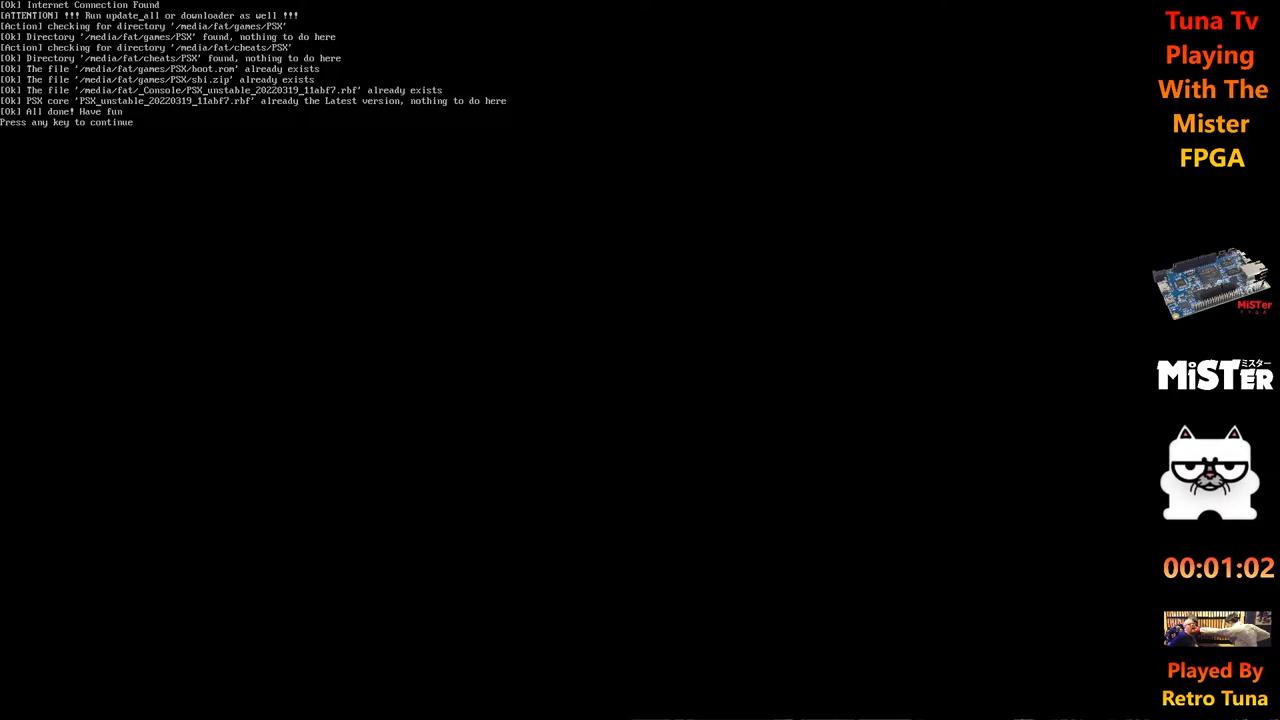 [Ok] Internet Connection Found
[ATTENTION] !!! Run update_all or downloader as well !!!
[Action] checking for directory '/media/fat/games/PSX'
[Ok] Directory '/media/fat/games/PSX' found, nothing to do here
[Action] checking for directory '/media/fat/cheats/PSX'
[Ok] Directory '/media/fat/cheats/PSX' found, nothing to do here
[Ok] The file '/media/fat/games/PSX/boot.rom' already exists
[Ok] The file '/media/fat/games/PSX/sbi.zip' already exists
[Ok] The file '/media/fat/_Console/PSX_unstable_20220319_11abf7.rbf' already exists
[Ok] PSX core 'PSX_unstable_20220319_11abf7.rbf' already the Latest version, nothing to do here
[Ok] All done! Have fun
Press any key to continue
Tuna Tv
Playing
With The
Mister
FPGA
MiSTer
FPGA
ミスター
MiSTER
00:01:02
Played By
Retro Tuna